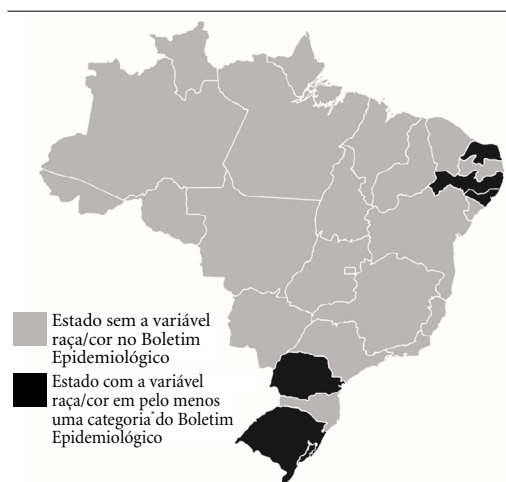 Estado sem a variável
raça/cor no Boletim
Epidemiológico
Estado com a variável
raça/cor em pelo menos
uma categoria*do Boletim
Epidemiológico